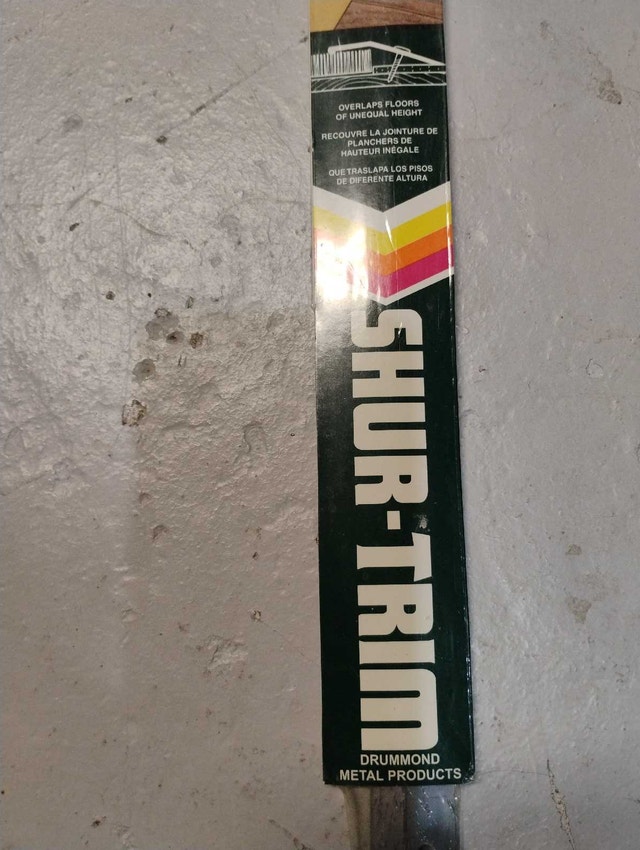 OVERLAPS FLOORS
OF UNEQUAL HEIGHT
RECOUVRE LA JOINTURE DE
PLANCHERS DE
HAUTEUR INÉGALE
QUE TRASLAPA LOS PISOS
DE DIFERENTE ALTURA
SHUR-TRIM
DRUMMOND
METAL PRODUCTS